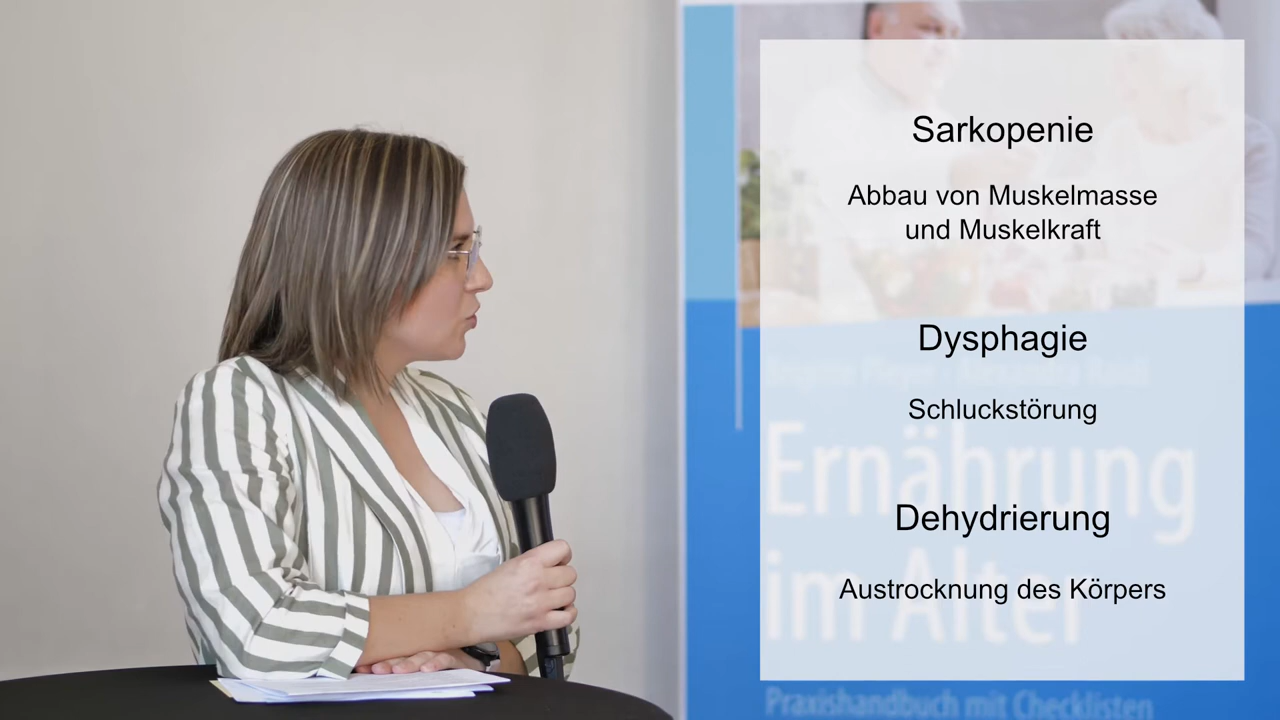 Sarkopenie
Abbau von Muskelmasse
und Muskelkraft
Dysphagie
Schluckstörung
Dehydrierung
Austrocknung des Körpers
Ernährung
im Alter
Praxishandbuch mit Checklisten